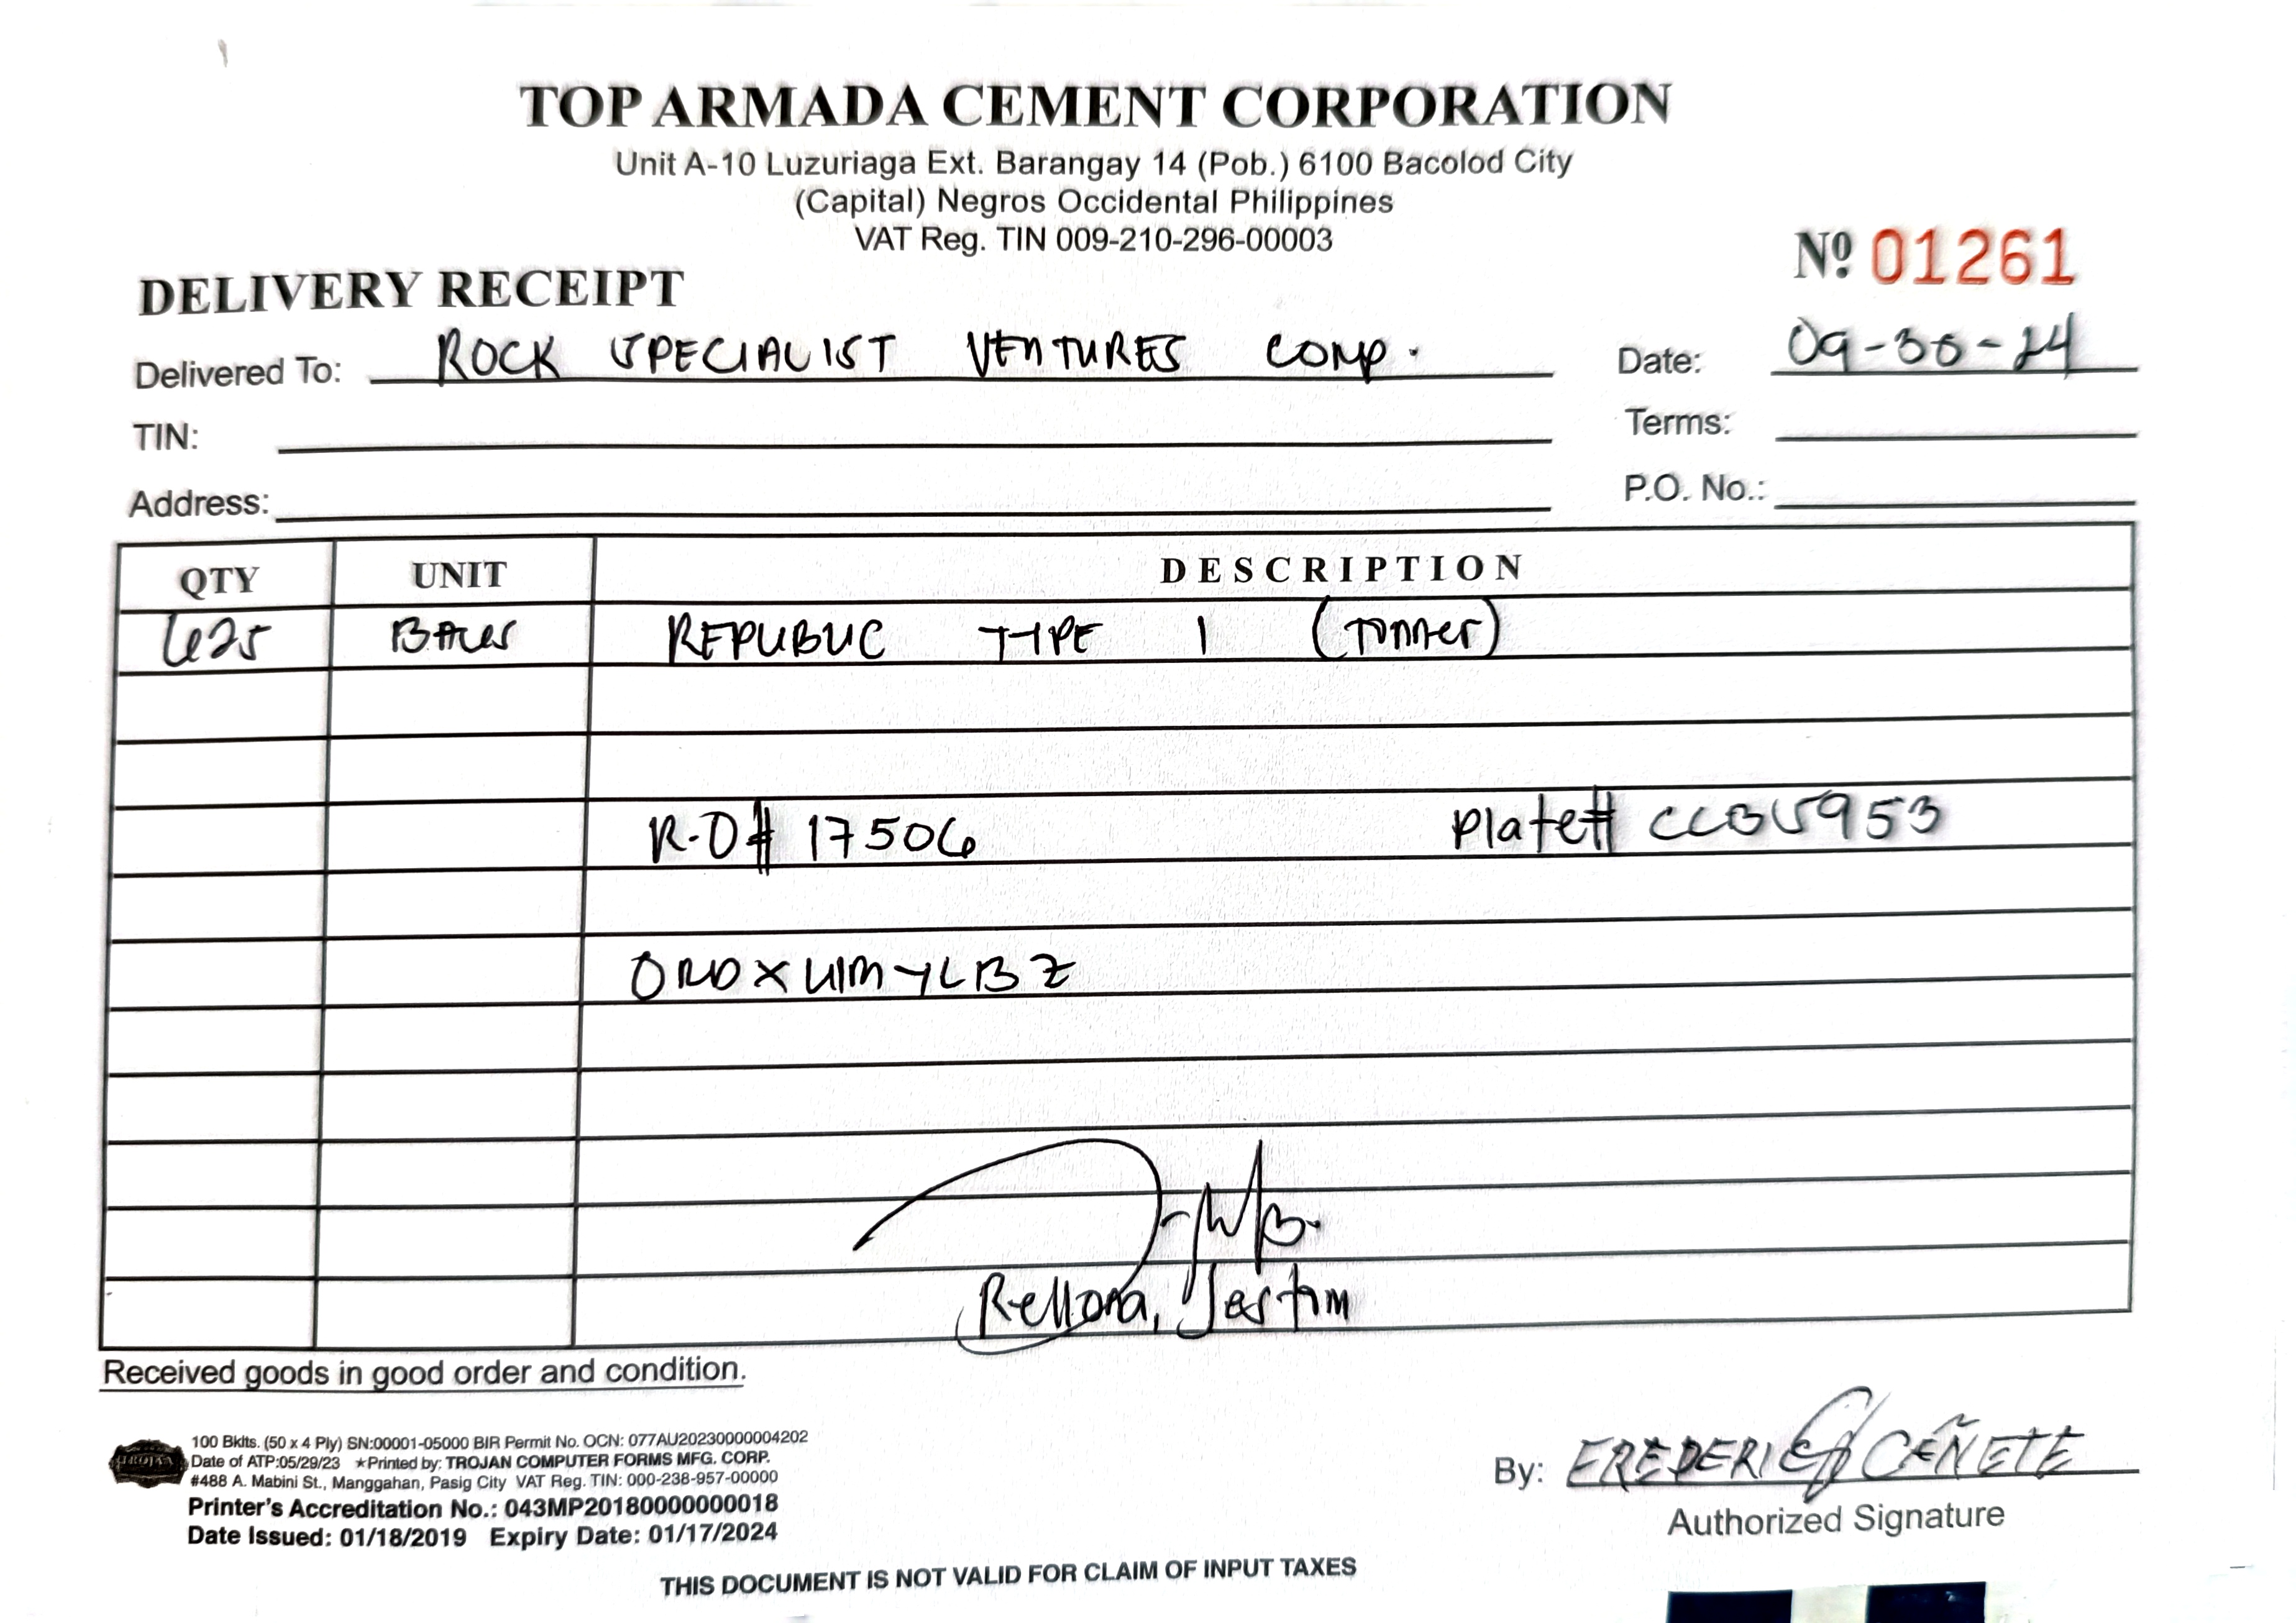 TOP ARMADA CEMENT CORPORATION
Unit A-10 Luzuriaga Ext. Barangay 14 (Pob.) 6100 Bacolod City
(Capital) Negros Occidental Philippines
VAT Reg. TIN 009-210-296-00003
Nº 01261
DELIVERY RECEIPT
Delivered To: ROCK SPECIALIST VENTURES CORP.
Date: 09-30-24
TIN:
Terms:
Address:
P.O. No.:
QTY UNIT DESCRIPTION
625 BAGS REPUBLIC TYPE 1 (TONNER)
R.O# 17506 Plate# CCB5953
Rellora, Jestim
Received goods in good order and condition.
TROJAN
100 Bklts. (50 x 4 Ply) SN:00001-05000 BIR Permit No. OCN: 077AU20230000004202
Date of ATP:05/29/23 ★Printed by: TROJAN COMPUTER FORMS MFG. CORP.
#488 A. Mabini St., Manggahan, Pasig City VAT Reg. TIN: 000-238-957-00000
Printer's Accreditation No.: 043MP20180000000018
Date Issued: 01/18/2019 Expiry Date: 01/17/2024
By: FREDERICK CAÑETE
Authorized Signature
THIS DOCUMENT IS NOT VALID FOR CLAIM OF INPUT TAXES